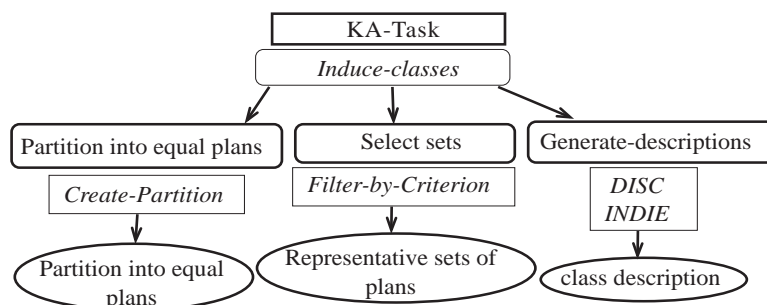 KA-Task
Induce-classes
Partition into equal plans
Select sets
Generate-descriptions
Create-Partition
Filter-by-Criterion
DISC
INDIE
Partition into equal
plans
Representative sets of
plans
class description